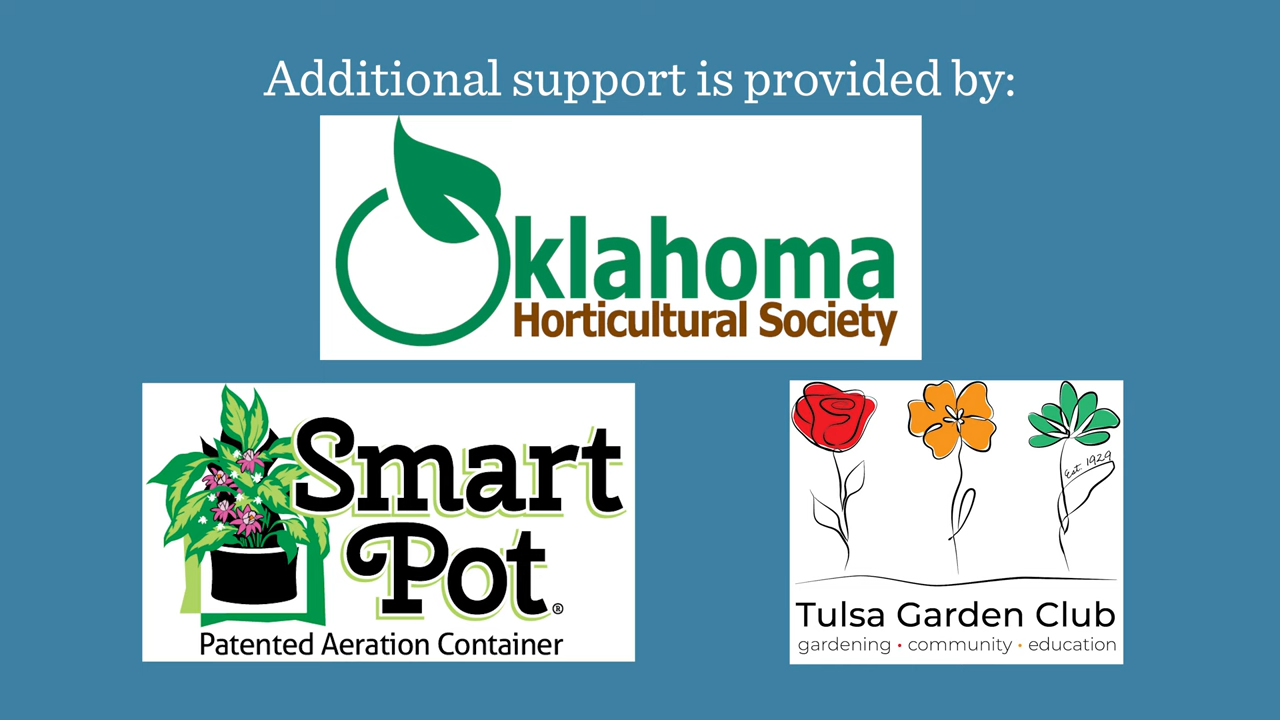 Additional support is provided by:
Oklahoma
Horticultural Society
Smart
Pot®
Patented Aeration Container
Est 1929
Tulsa Garden Club
gardening • community • education